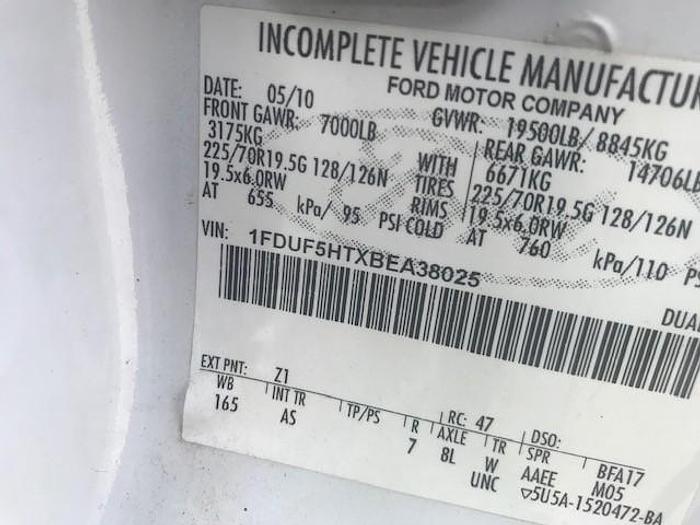 INCOMPLETE VEHICLE MANUFACTU
FORD MOTOR COMPANY
DATE: 05/10 GVWR: 19500LB/ 8845KG
FRONT GAWR: 7000LB REAR GAWR: 14706L
3175KG WITH 6671KG
225/70R19.5G 128/126N TIRES 225/70R19.5G 128/126N
19.5x6.0RW RIMS 19.5x6.0RW
AT 655 kPa/ 95 PSI COLD AT 760 kPa/110 PS
VIN: 1FDUF5HTXBEA38025
DUA
EXT PNT: Z1 RC: 47 DSO:
WB INT TR TP/PS R AXLE TR SPR BFA17
165 AS 7 8L W AAEE M05
UNC ▽5U5A-1520472-BA